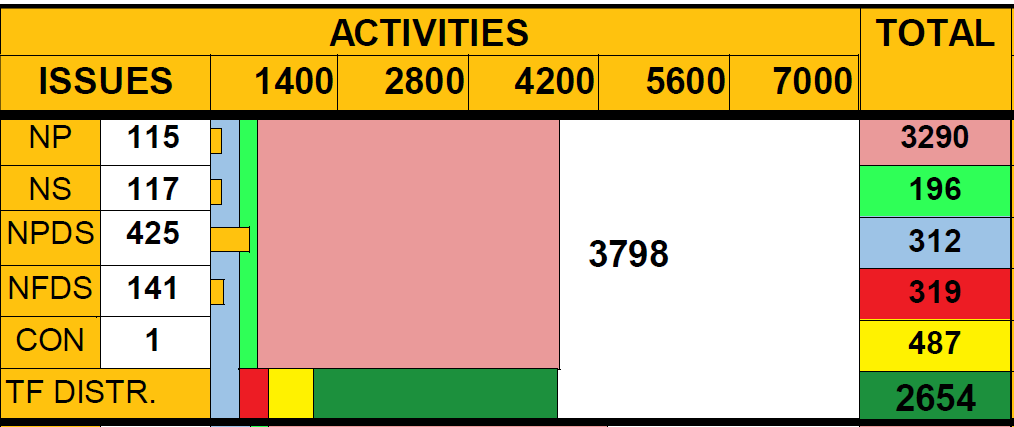 ACTIVITIES TOTAL
ISSUES 1400 2800 4200 5600 7000
NP 115 3290
NS 117 196
NPDS 425 3798 312
NFDS 141 319
CON 1 487
TF DISTR. 2654